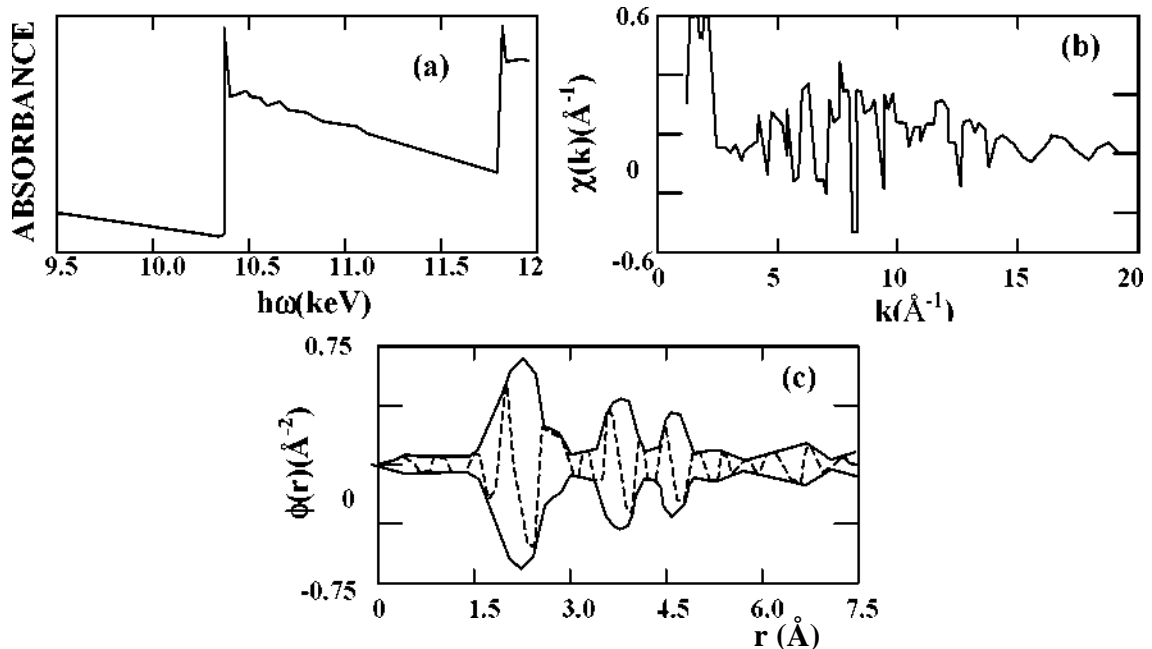 ABSORBANCE
(a)
9.5 10.0 10.5 11.0 11.5 12
hω(keV)
χ(k)(Å-1)
0.6
0
-0.6
(b)
0 5 10 15 20
k(Å-1)
ϕ(r)(Å-2)
0.75
0
-0.75
(c)
0 1.5 3.0 4.5 6.0 7.5
r (Å)